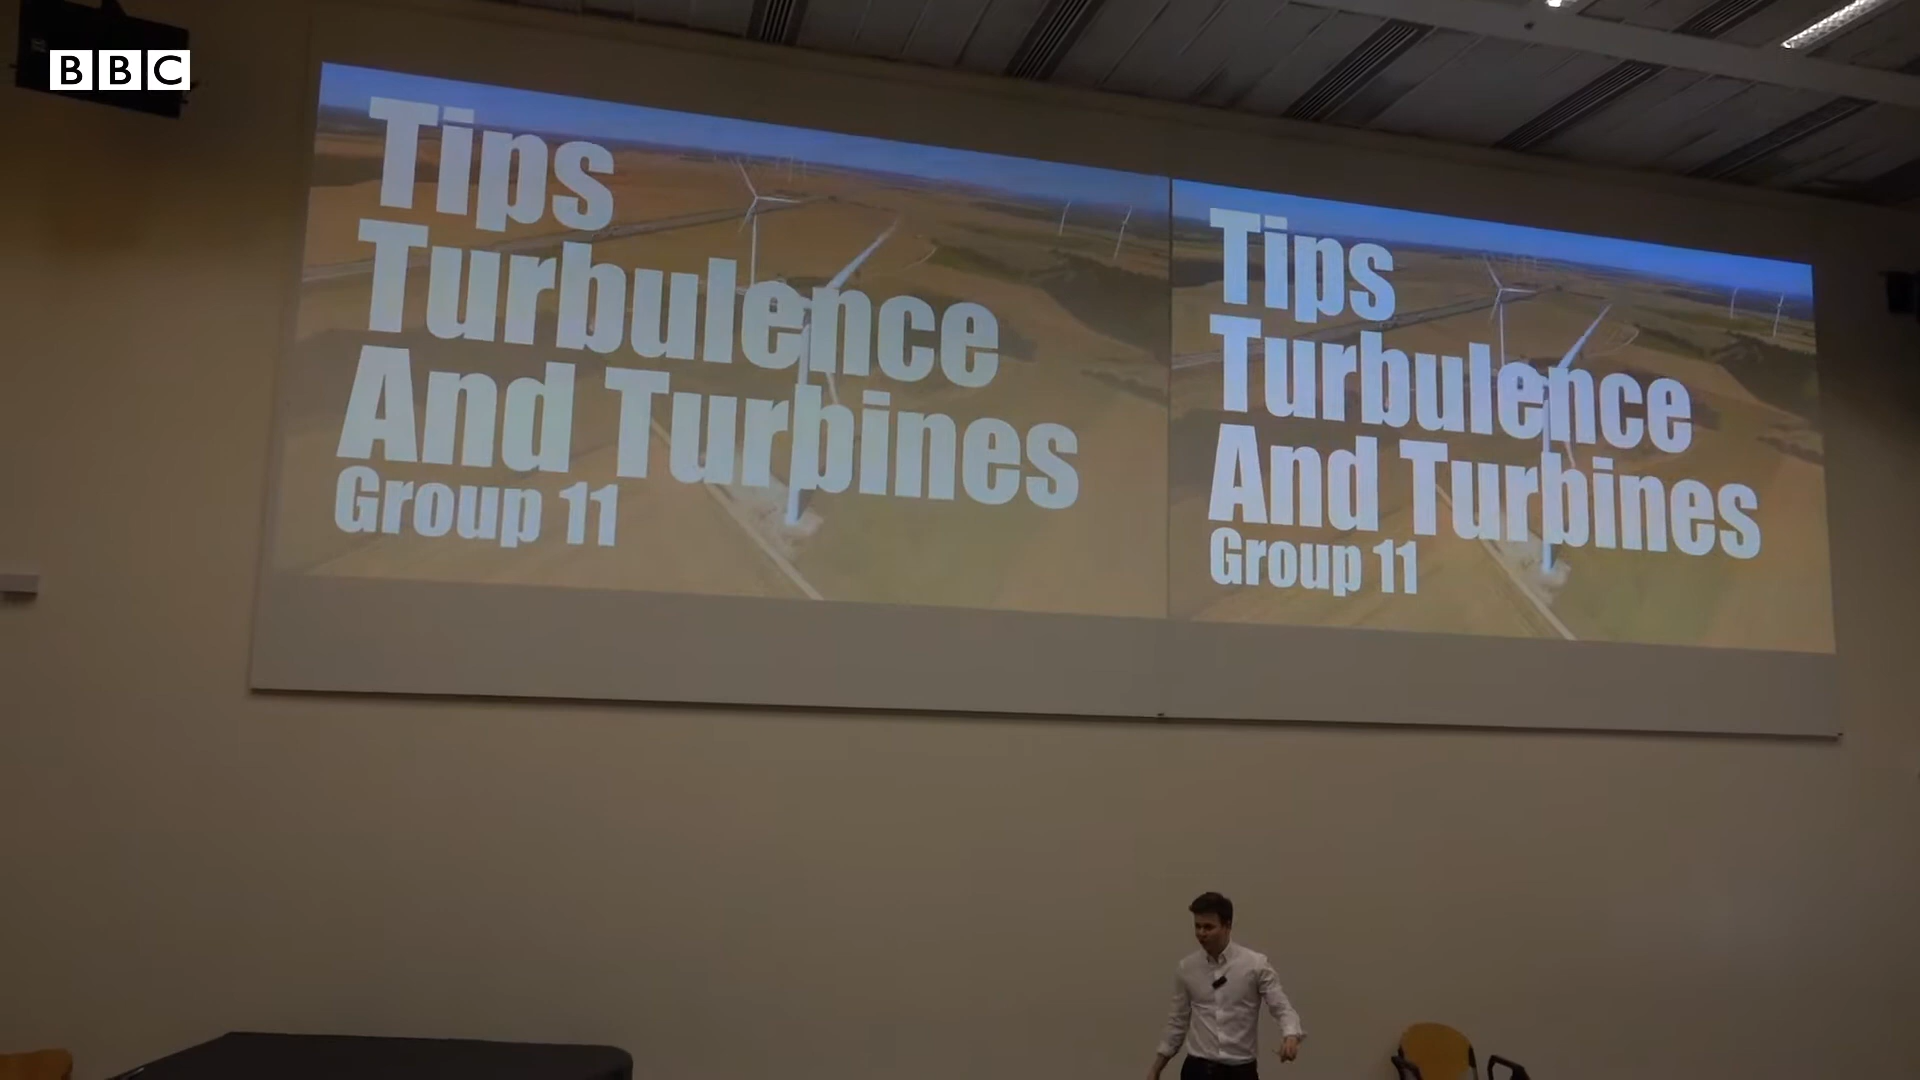 BBC
Tips
Turbulence
And Turbines
Group 11
Tips
Turbulence
And Turbines
Group 11